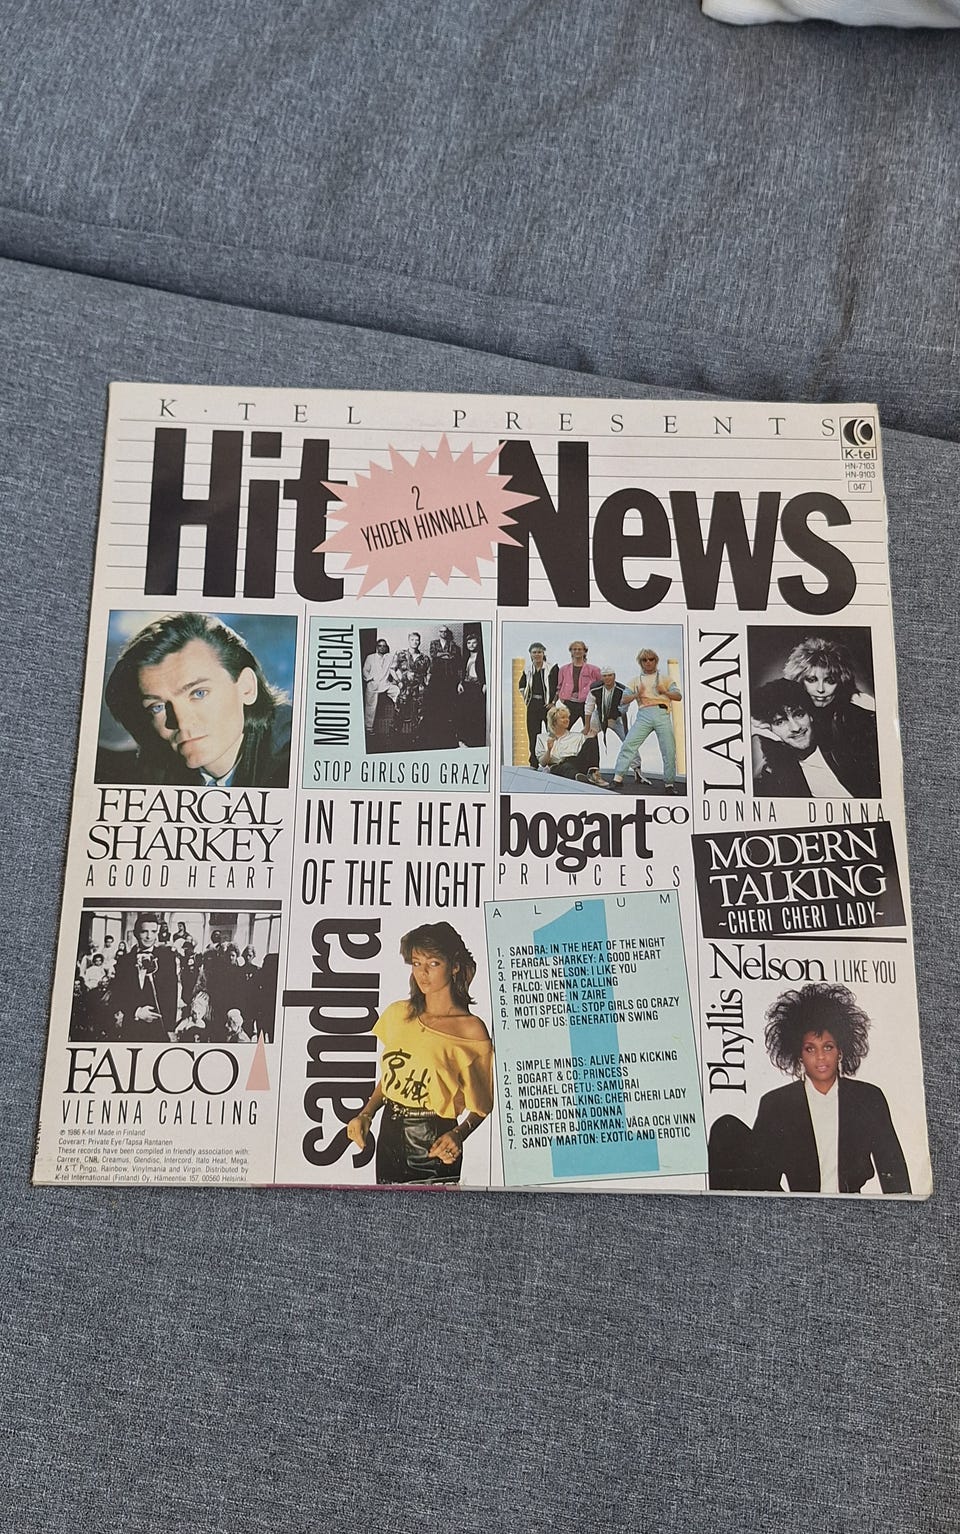 K·TEL PRESENTS
K-tel
HN-7103
HN-9103
047
Hit News
2
YHDEN HINNALLA
FEARGAL
SHARKEY
A GOOD HEART
MOTI SPECIAL
STOP GIRLS GO GRAZY
bogart co
PRINCESS
LABAN
DONNA DONNA
IN THE HEAT
OF THE NIGHT
sandra
MODERN
TALKING
~CHERI CHERI LADY~
Phyllis Nelson I LIKE YOU
FALCO
VIENNA CALLING
ALBUM
1
1. SANDRA: IN THE HEAT OF THE NIGHT
2. FEARGAL SHARKEY: A GOOD HEART
3. PHYLLIS NELSON: I LIKE YOU
4. FALCO: VIENNA CALLING
5. ROUND ONE: IN ZAIRE
6. MOTI SPECIAL: STOP GIRLS GO CRAZY
7. TWO OF US: GENERATION SWING
1. SIMPLE MINDS: ALIVE AND KICKING
2. BOGART & CO: PRINCESS
3. MICHAEL CRETU: SAMURAI
4. MODERN TALKING: CHERI CHERI LADY
5. LABAN: DONNA DONNA
6. CHRISTER BJÖRKMAN: VÅGA OCH VINN
7. SANDY MARTON: EXOTIC AND EROTIC
℗ 1986 K-tel Made in Finland
Coverart: Private Eye/Tapsa Rantanen
These records have been compiled in friendly association with:
Carrere, CNR, Creamus, Glendisc, Intercord, Italo Heat, Mega,
M & T, Pingo, Rainbow, Vinylmania and Virgin. Distributed by
K-tel International (Finland) Oy, Hämeentie 157, 00560 Helsinki.
京城